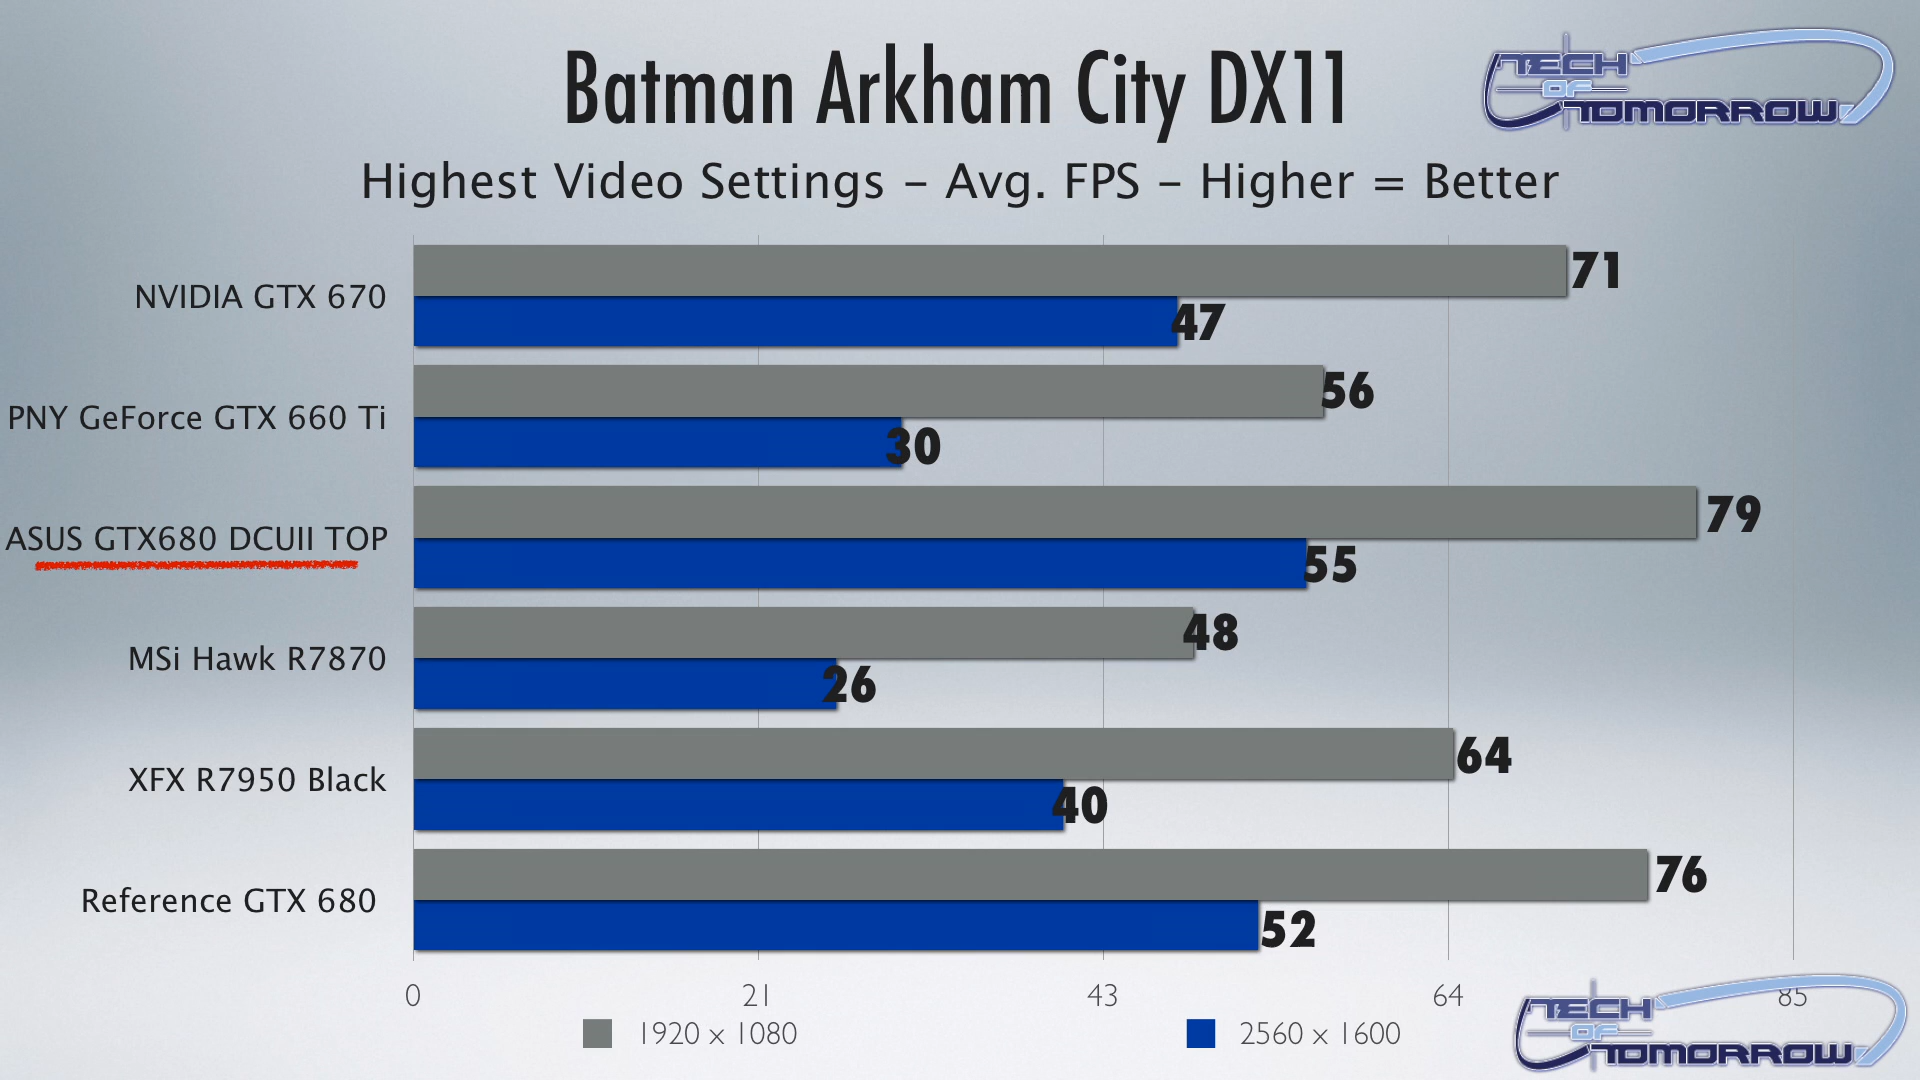 Batman Arkham City DX11
TECH
OF
TOMORROW
Highest Video Settings – Avg. FPS – Higher = Better
NVIDIA GTX 670
71
47
PNY GeForce GTX 660 Ti
56
30
ASUS GTX680 DCUII TOP
79
55
MSi Hawk R7870
48
26
XFX R7950 Black
64
40
Reference GTX 680
76
52
0 21 43 64 85
1920 x 1080 2560 x 1600
TECH
OF
TOMORROW